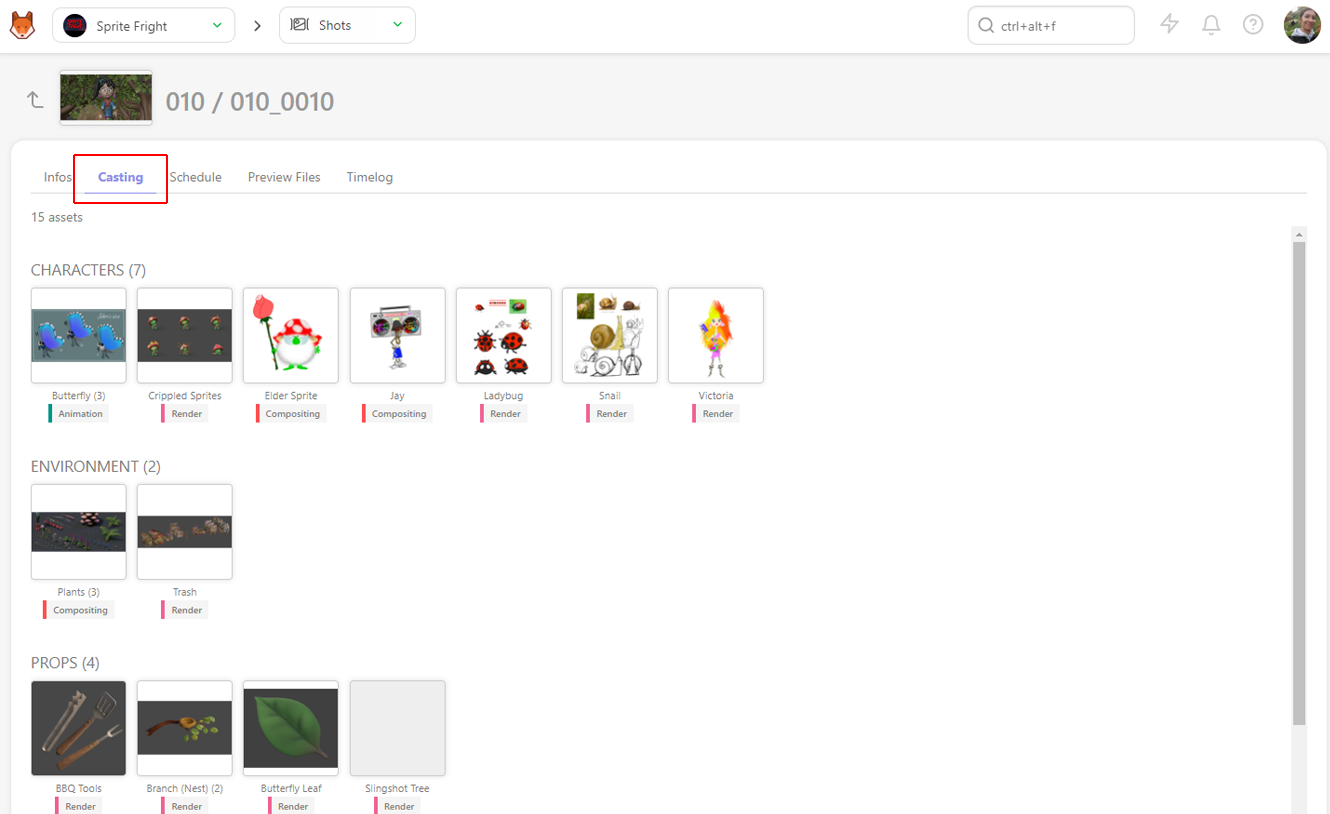 Sprite Fright
Shots
ctrl+alt+f
010 / 010_0010
Infos Casting Schedule Preview Files Timelog
15 assets
CHARACTERS (7)
Butterfly (3) Crippled Sprites Elder Sprite Jay Ladybug Snail Victoria
Animation Render Compositing Compositing Render Render Render
ENVIRONMENT (2)
Plants (3) Trash
Compositing Render
PROPS (4)
BBQ Tools Branch (Nest) (2) Butterfly Leaf Slingshot Tree
Render Render Render Render